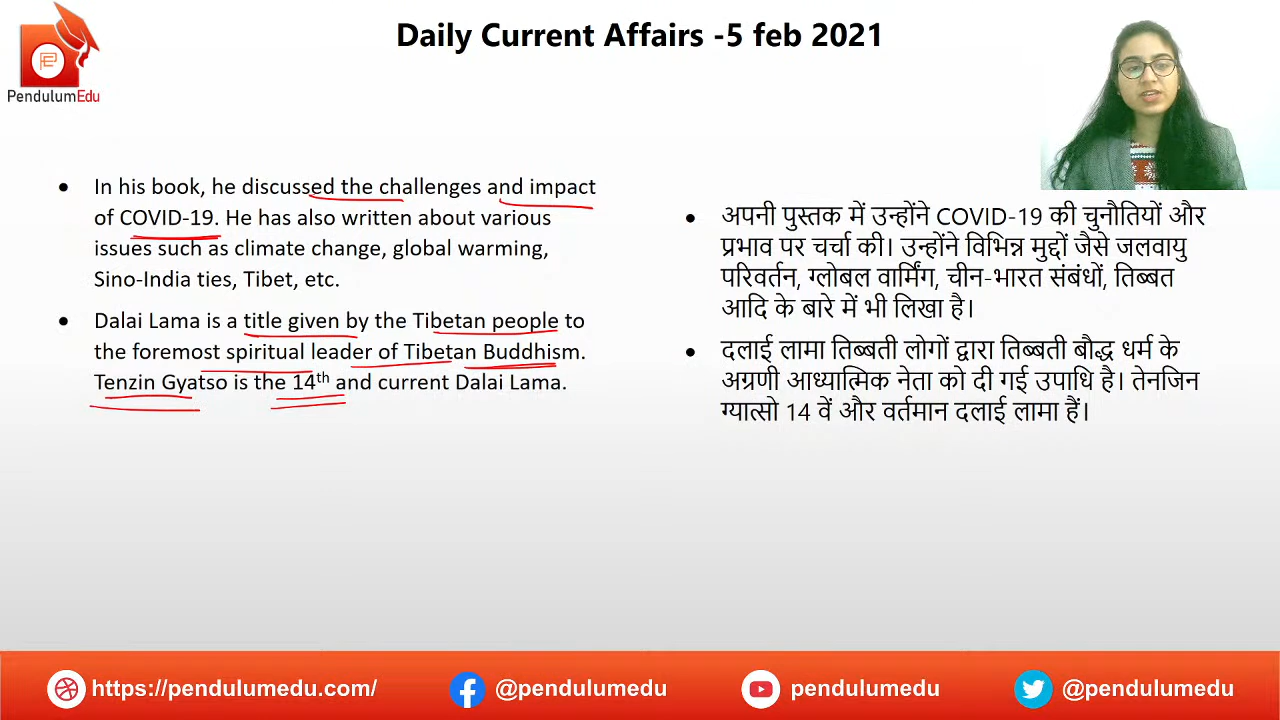 Daily Current Affairs -5 feb 2021
PendulumEdu
In his book, he discussed the challenges and impact
of COVID-19. He has also written about various
issues such as climate change, global warming,
Sino-India ties, Tibet, etc.
Dalai Lama is a title given by the Tibetan people to
the foremost spiritual leader of Tibetan Buddhism.
Tenzin Gyatso is the 14th and current Dalai Lama.
अपनी पुस्तक में उन्होंने COVID-19 की चुनौतियों और
प्रभाव पर चर्चा की। उन्होंने विभिन्न मुद्दों जैसे जलवायु
परिवर्तन, ग्लोबल वार्मिंग, चीन-भारत संबंधों, तिब्बत
आदि के बारे में भी लिखा है।
दलाई लामा तिब्बती लोगों द्वारा तिब्बती बौद्ध धर्म के
अग्रणी आध्यात्मिक नेता को दी गई उपाधि है। तेनजिन
ग्यात्सो 14 वें और वर्तमान दलाई लामा हैं।
https://pendulumedu.com/
@pendulumedu
pendulumedu
@pendulumedu